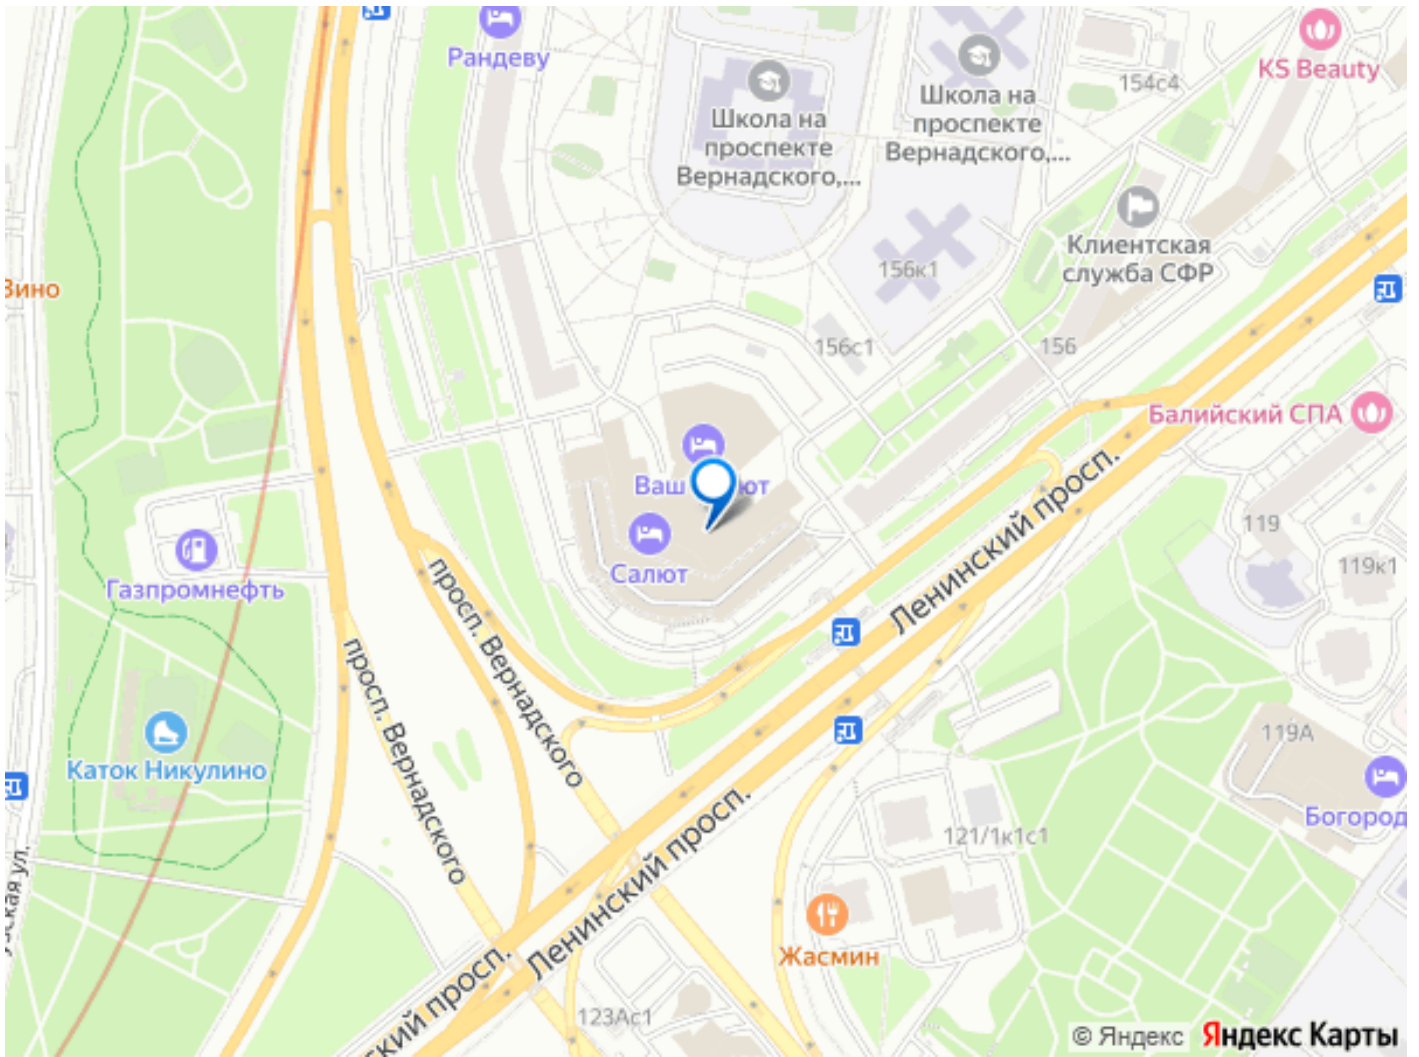 Рандеву
Школа на
проспекте
Вернадского,...
Школа на
проспекте
Вернадского,...
154с4
KS Beauty
Клиентская
служба СФР
156к1
Вино
156с1
156
Балийский СПА
Ваш
ют
Салют
Ленинский просп.
119
119к1
Газпромнефть
просп. Вернадского
просп. Вернадского
Каток Никулино
119А
Богород
Ленинский просп.
121/1к1с1
Жасмин
ский просп.
123Ас1
ул.
© Яндекс
Яндекс Карты